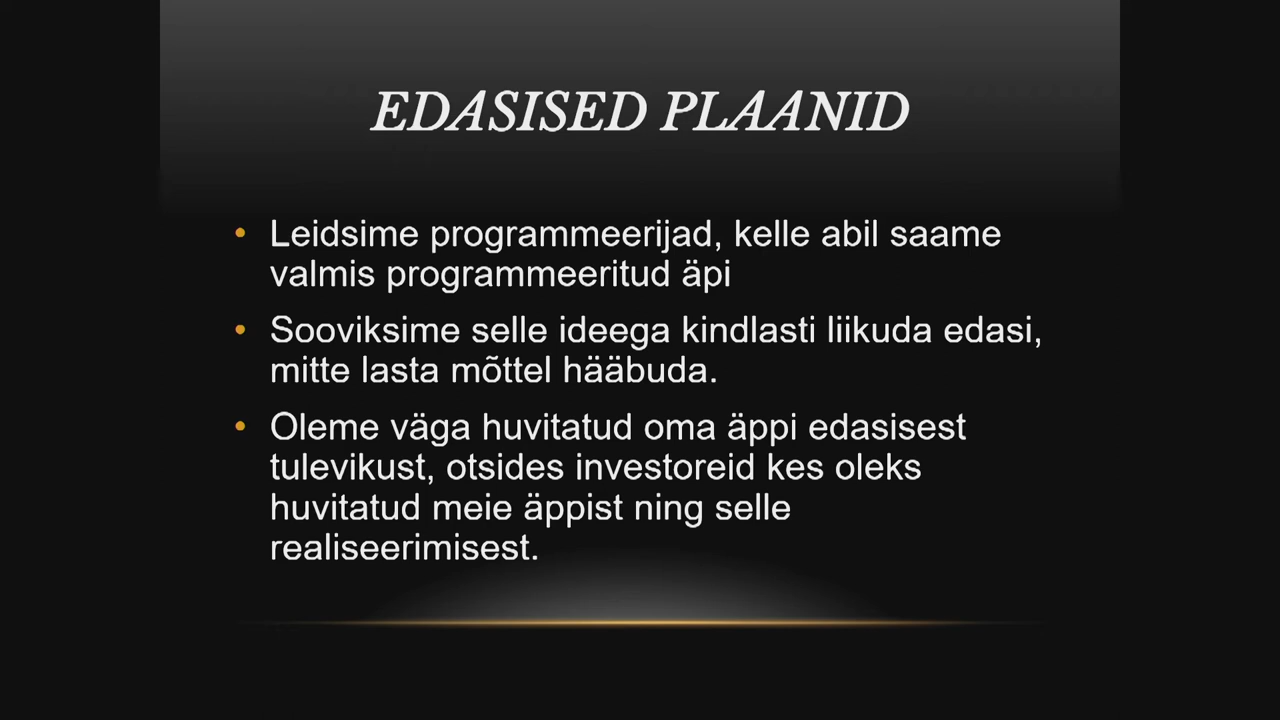 EDASISED PLAANID
• Leidsime programmeerijad, kelle abil saame
valmis programmeeritud äpi
• Sooviksime selle ideega kindlasti liikuda edasi,
mitte lasta mõttel hääbuda.
• Oleme väga huvitatud oma äppi edasisest
tulevikust, otsides investoreid kes oleks
huvitatud meie äppist ning selle
realiseerimisest.